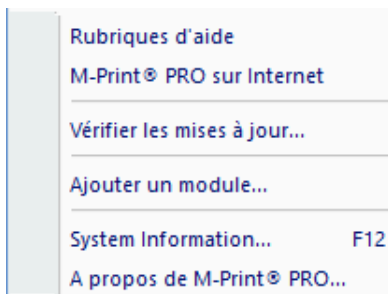 Rubriques d'aide
M-Print® PRO sur Internet
Vérifier les mises à jour...
Ajouter un module...
System Information... F12
A propos de M-Print® PRO...